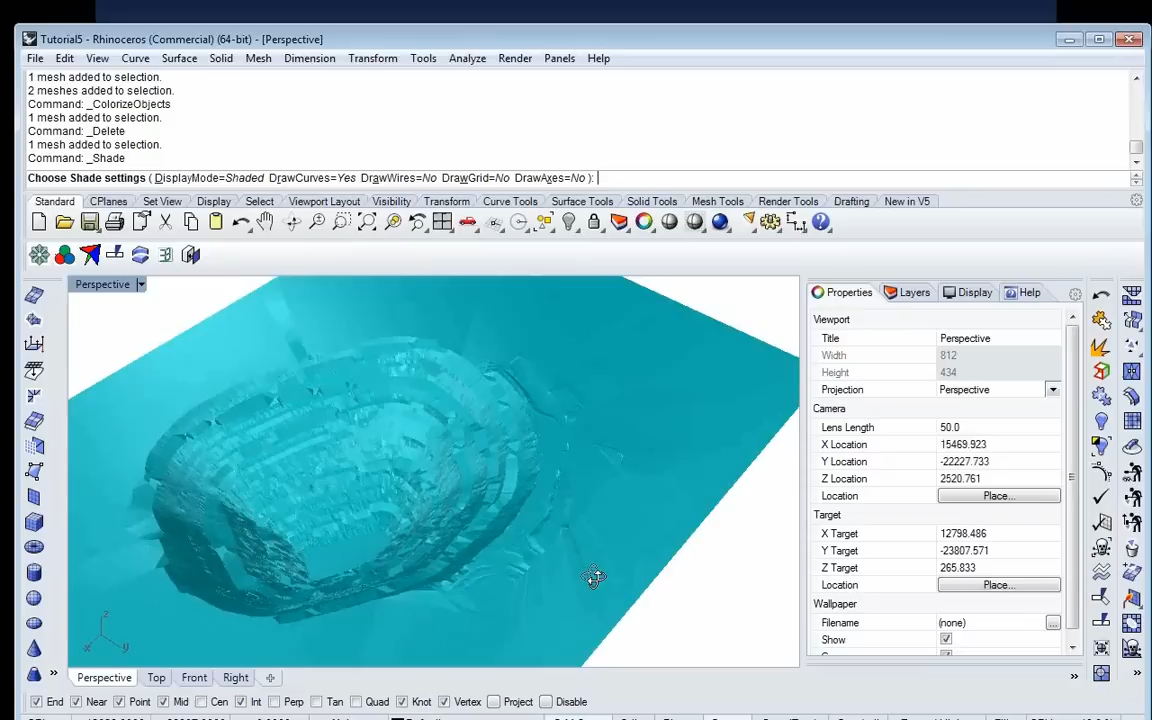 Tutorial5 - Rhinoceros (Commercial) (64-bit) - [Perspective]
File Edit View Curve Surface Solid Mesh Dimension Transform Tools Analyze Render Panels Help
1 mesh added to selection.
2 meshes added to selection.
Command: _ColorizeObjects
1 mesh added to selection.
Command: _Delete
1 mesh added to selection.
Command: _Shade
Choose Shade settings ( DisplayMode=Shaded DrawCurves=Yes DrawWires=No DrawGrid=No DrawAxes=No ):
Standard CPlanes Set View Display Select Viewport Layout Visibility Transform Curve Tools Surface Tools Solid Tools Mesh Tools Render Tools Drafting New in V5
Perspective
Properties Layers Display Help
Viewport
Title Perspective
Width 812
Height 434
Projection Perspective
Camera
Lens Length 50.0
X Location 15469.923
Y Location -22227.733
Z Location 2520.761
Location Place...
Target
X Target 12798.486
Y Target -23807.571
Z Target 265.833
Location Place...
Wallpaper
Filename (none) ...
Show
z
x y
Perspective Top Front Right
End Near Point Mid Cen Int Perp Tan Quad Knot Vertex Project Disable